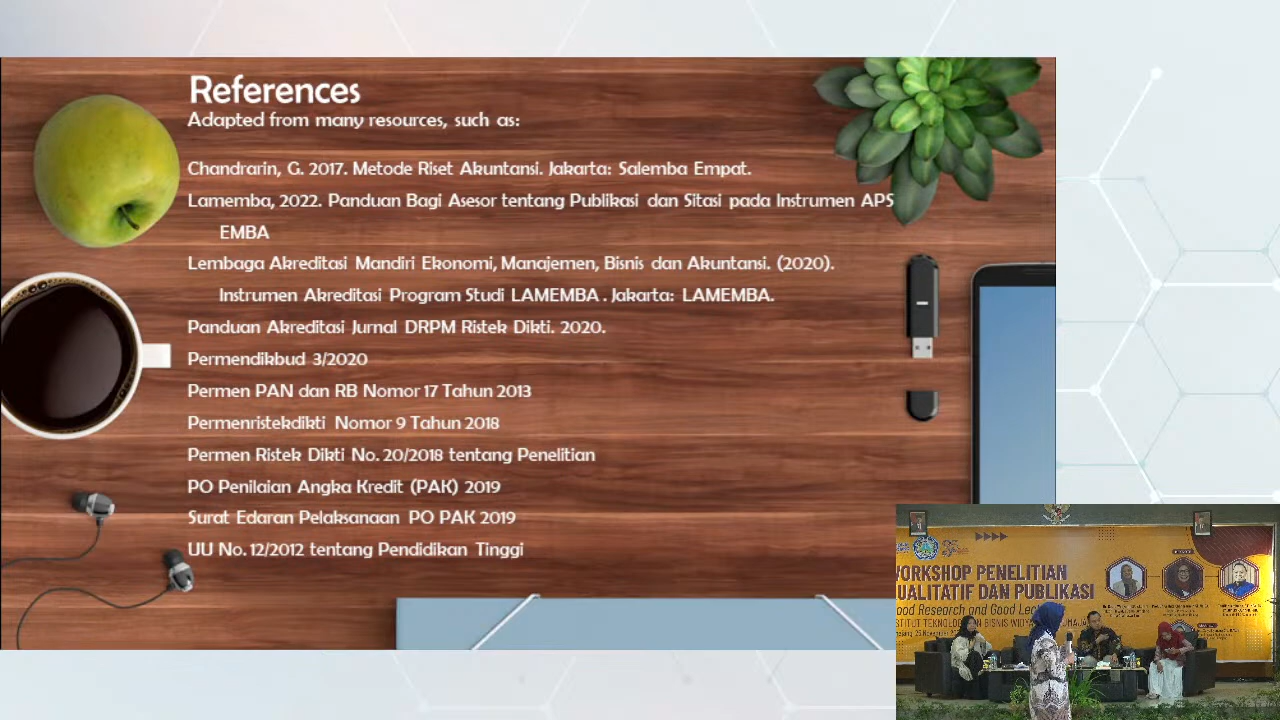 References
Adapted from many resources, such as:
Chandrarin, G. 2017. Metode Riset Akuntansi. Jakarta: Salemba Empat.
Lamemba, 2022. Panduan Bagi Asesor tentang Publikasi dan Sitasi pada Instrumen APS
EMBA
Lembaga Akreditasi Mandiri Ekonomi, Manajemen, Bisnis dan Akuntansi. (2020).
Instrumen Akreditasi Program Studi LAMEMBA . Jakarta: LAMEMBA.
Panduan Akreditasi Jurnal DRPM Ristek Dikti. 2020.
Permendikbud 3/2020
Permen PAN dan RB Nomor 17 Tahun 2013
Permenristekdikti Nomor 9 Tahun 2018
Permen Ristek Dikti No. 20/2018 tentang Penelitian
PO Penilaian Angka Kredit (PAK) 2019
Surat Edaran Pelaksanaan PO PAK 2019
UU No. 12/2012 tentang Pendidikan Tinggi
WORKSHOP PENELITIAN
UALITATIF DAN PUBLIKASI
ood Research and Good Lec